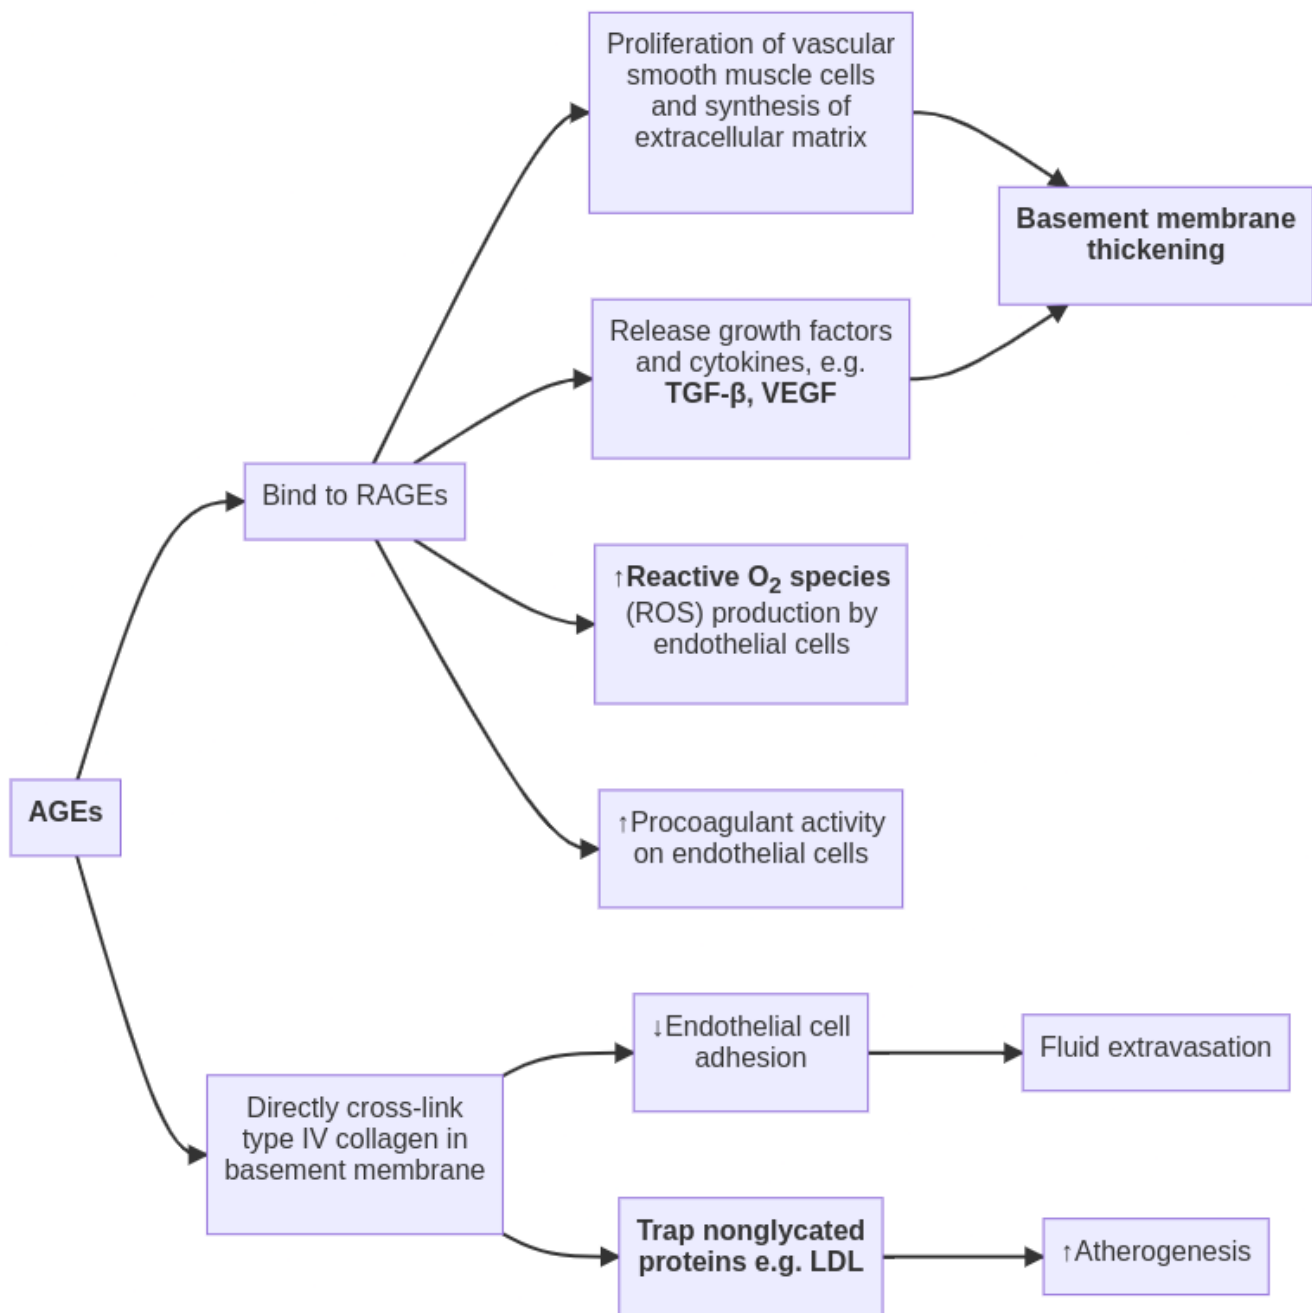 Proliferation of vascular
smooth muscle cells
and synthesis of
extracellular matrix
Basement membrane
thickening
Release growth factors
and cytokines, e.g.
TGF-β, VEGF
Bind to RAGEs
↑Reactive O₂ species
(ROS) production by
endothelial cells
AGEs
↑Procoagulant activity
on endothelial cells
↓Endothelial cell
adhesion
Fluid extravasation
Directly cross-link
type IV collagen in
basement membrane
Trap nonglycated
proteins e.g. LDL
↑Atherogenesis